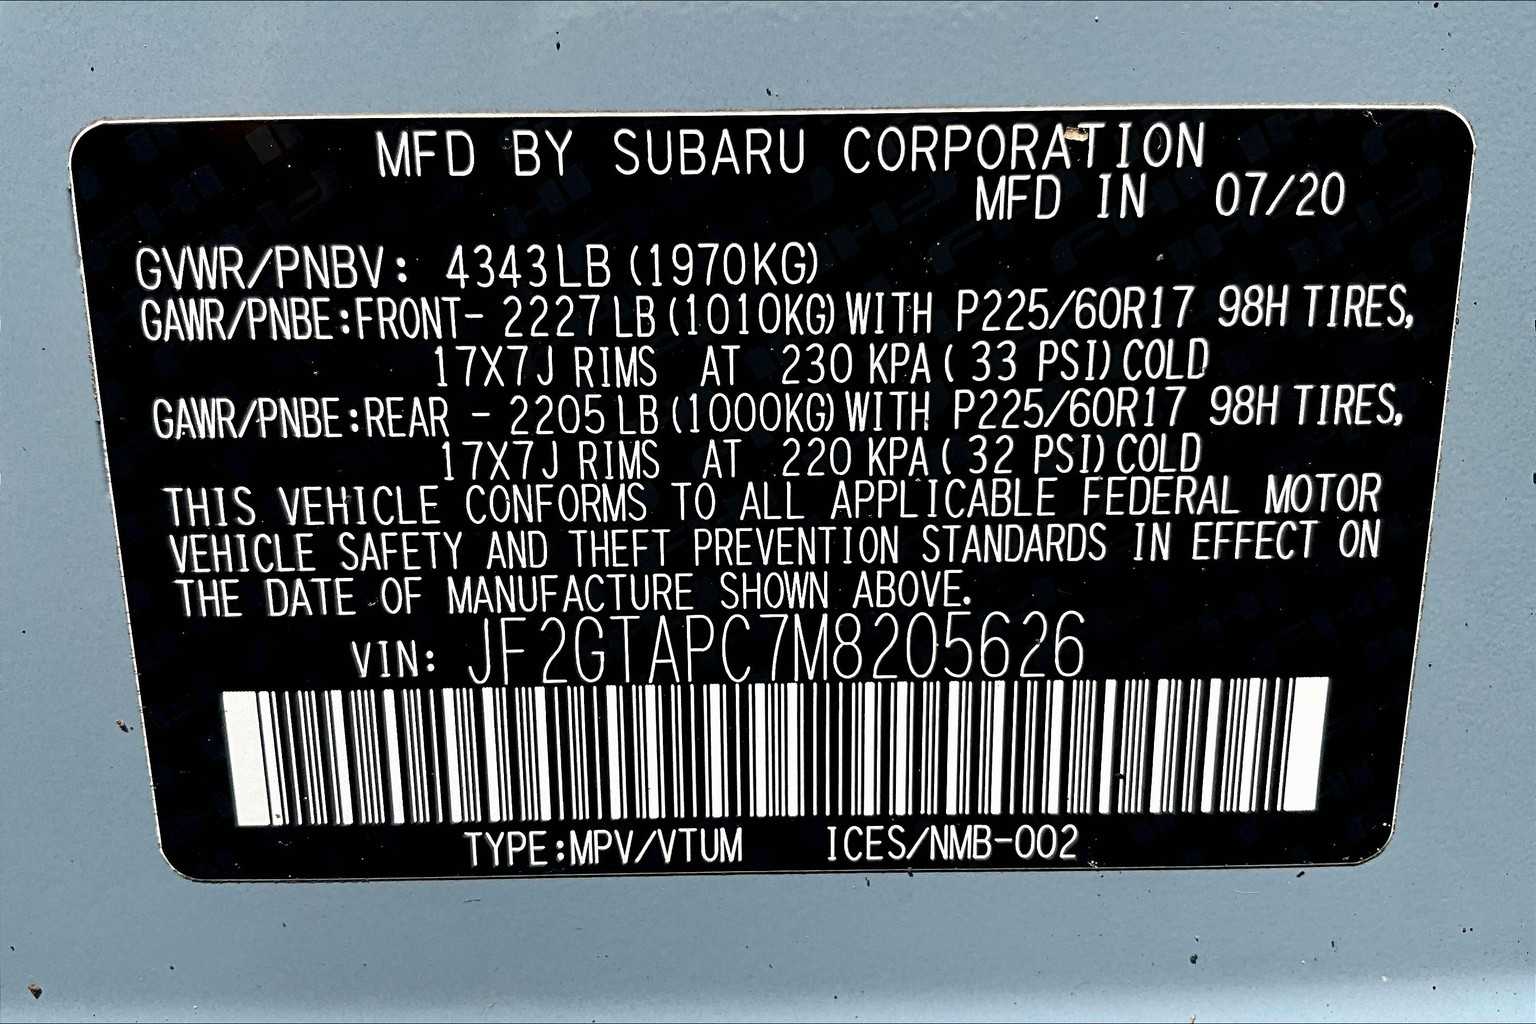 MFD BY SUBARU CORPORATION
MFD IN 07/20
GVWR/PNBV: 4343LB (1970KG)
GAWR/PNBE:FRONT- 2227LB (1010KG) WITH P225/60R17 98H TIRES,
17X7J RIMS AT 230 KPA ( 33 PSI) COLD
GAWR/PNBE:REAR - 2205LB (1000KG) WITH P225/60R17 98H TIRES,
17X7J RIMS AT 220 KPA ( 32 PSI) COLD
THIS VEHICLE CONFORMS TO ALL APPLICABLE FEDERAL MOTOR
VEHICLE SAFETY AND THEFT PREVENTION STANDARDS IN EFFECT ON
THE DATE OF MANUFACTURE SHOWN ABOVE.
VIN: JF2GTAPC7M8205626
TYPE:MPV/VTUM ICES/NMB-002